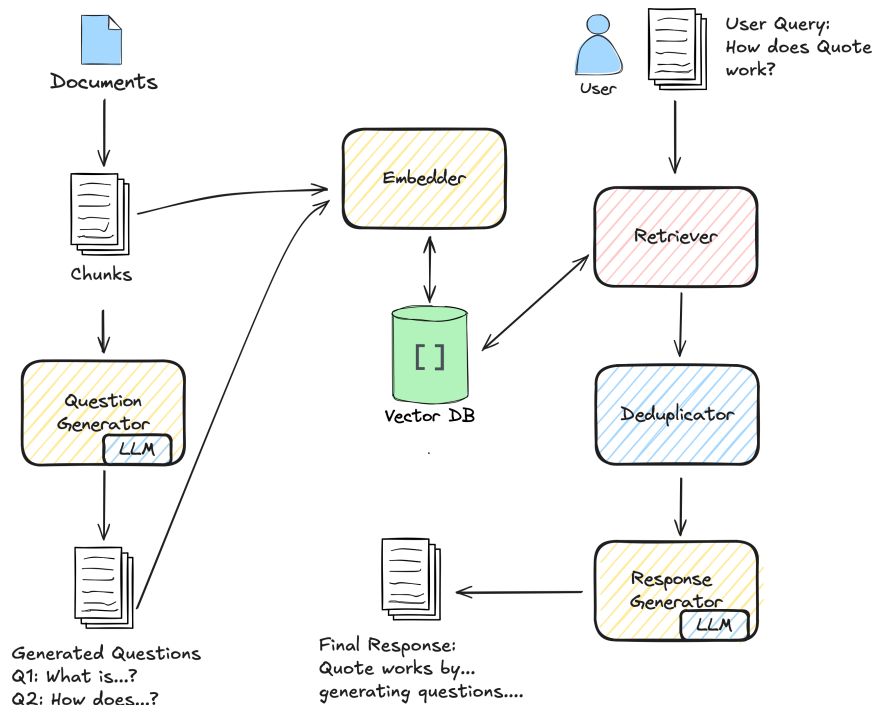 Documents
User
User Query:
How does Quote
work?
Embedder
Retriever
Chunks
[ ]
Vector DB
Question
Generator
LLM
Deduplicator
Response
Generator
LLM
Generated Questions
Q1: What is...?
Q2: How does...?
Final Response:
Quote works by...
generating questions....